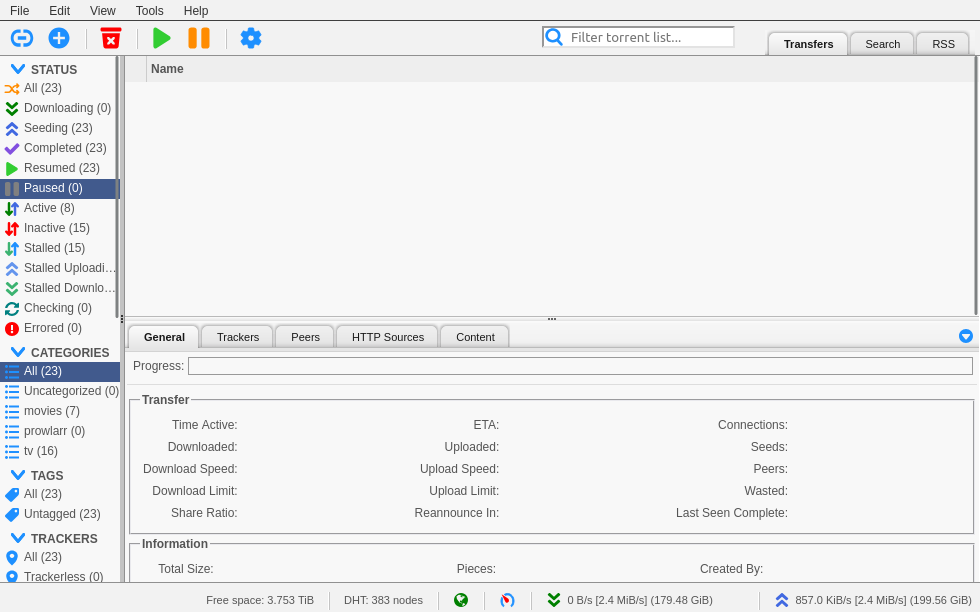 File Edit View Tools Help
Filter torrent list...
Transfers Search RSS
STATUS
All (23)
Downloading (0)
Seeding (23)
Completed (23)
Resumed (23)
Paused (0)
Active (8)
Inactive (15)
Stalled (15)
Stalled Uploadi...
Stalled Downlo...
Checking (0)
Errored (0)
CATEGORIES
All (23)
Uncategorized (0)
movies (7)
prowlarr (0)
tv (16)
TAGS
All (23)
Untagged (23)
TRACKERS
All (23)
Trackerless (0)
Name
General Trackers Peers HTTP Sources Content
Progress:
Transfer
Time Active: ETA: Connections:
Downloaded: Uploaded: Seeds:
Download Speed: Upload Speed: Peers:
Download Limit: Upload Limit: Wasted:
Share Ratio: Reannounce In: Last Seen Complete:
Information
Total Size: Pieces: Created By:
Free space: 3.753 TiB DHT: 383 nodes 0 B/s [2.4 MiB/s] (179.48 GiB) 857.0 KiB/s [2.4 MiB/s] (199.56 GiB)